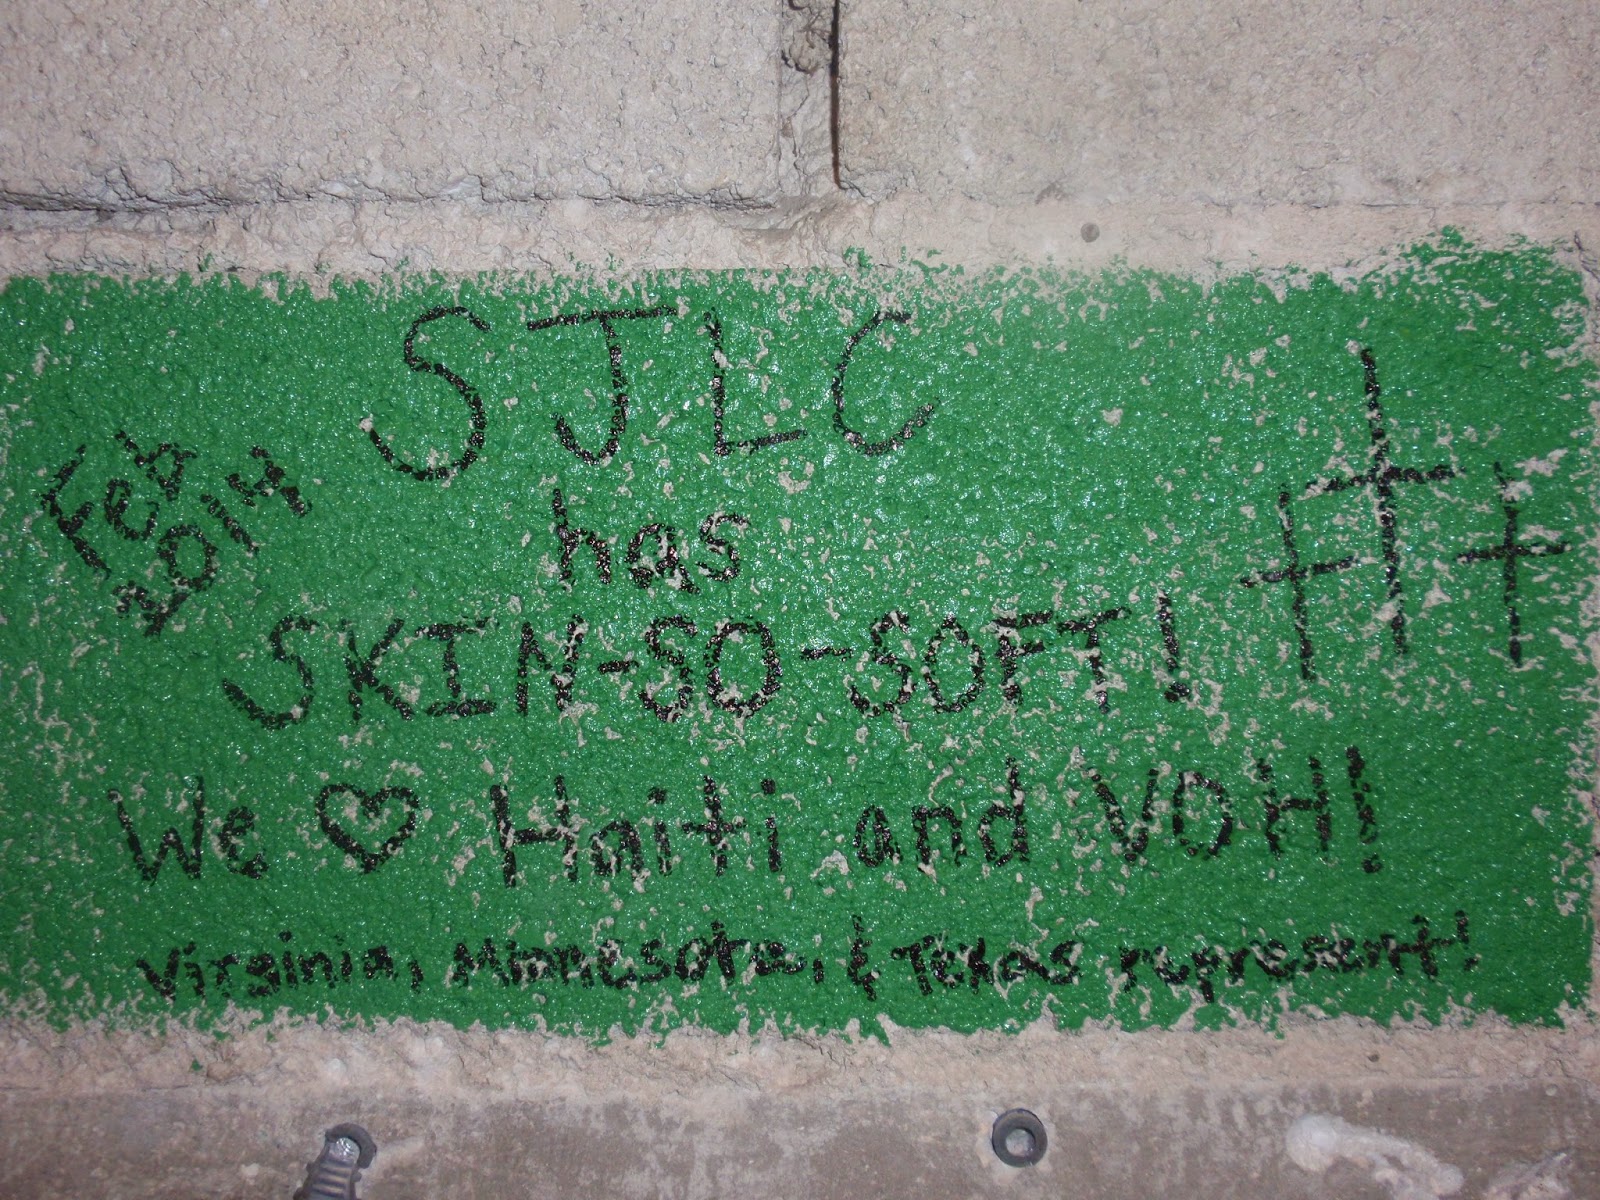 SJLC
Feb
2014
has
SKIN-SO-SOFT!
We ♡ Haiti and VOH!
Virginia, Minnesota, & Texas represent!